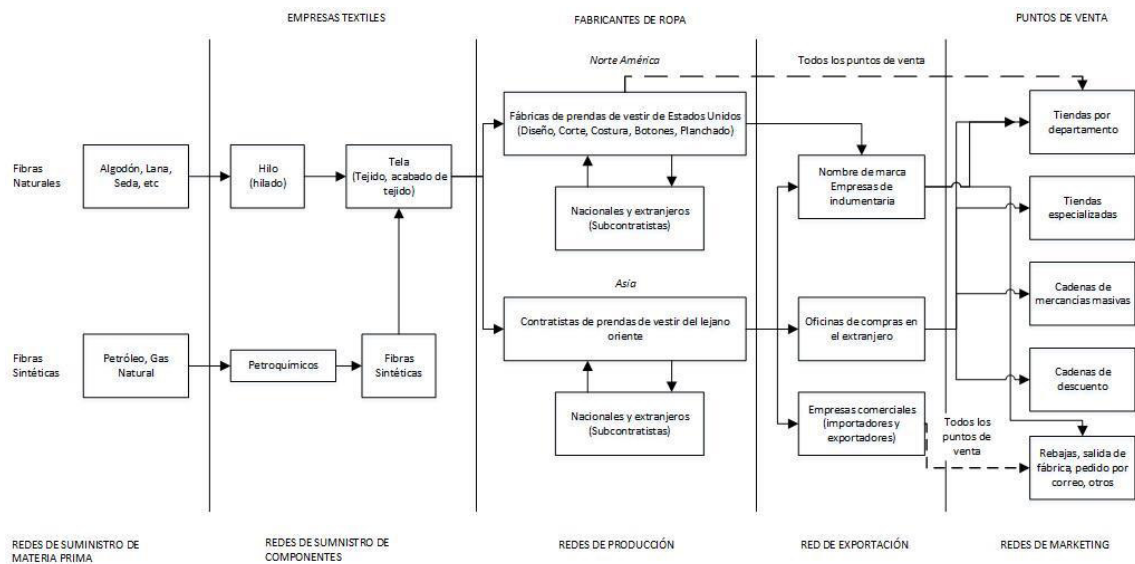 EMPRESAS TEXTILES
FABRICANTES DE ROPA
PUNTOS DE VENTA
Norte América
Todos los puntos de venta
Fibras
Naturales
Algodón, Lana,
Seda, etc
Hilo
(hilado)
Tela
(Tejido, acabado de
tejido)
Fábricas de prendas de vestir de Estados Unidos
(Diseño, Corte, Costura, Botones, Planchado)
Nacionales y extranjeros
(Subcontratistas)
Nombre de marca
Empresas de
indumentaria
Tiendas por
departamento
Tiendas
especializadas
Asia
Fibras
Sintéticas
Petróleo, Gas
Natural
Petroquímicos
Fibras
Sintéticas
Contratistas de prendas de vestir del lejano
oriente
Nacionales y extranjeros
(Subcontratistas)
Oficinas de compras en
el extranjero
Empresas comerciales
(importadores y
exportadores)
Todos los
puntos de
venta
Cadenas de
mercancías masivas
Cadenas de
descuento
Rebajas, salida de
fábrica, pedido por
correo, otros
REDES DE SUMINISTRO DE
MATERIA PRIMA
REDES DE SUMNISTRO DE
COMPONENTES
REDES DE PRODUCCIÓN
RED DE EXPORTACIÓN
REDES DE MARKETING